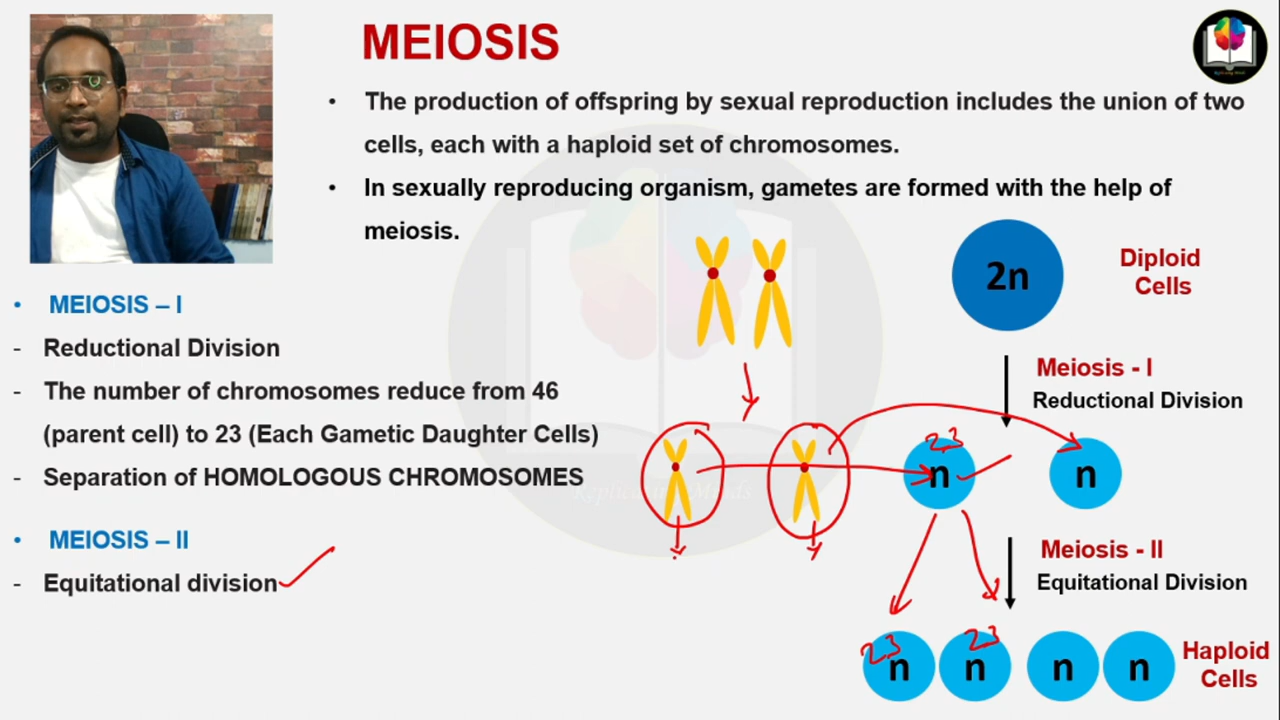 MEIOSIS
• The production of offspring by sexual reproduction includes the union of two
cells, each with a haploid set of chromosomes.
• In sexually reproducing organism, gametes are formed with the help of
meiosis.
• MEIOSIS – I
- Reductional Division
- The number of chromosomes reduce from 46
(parent cell) to 23 (Each Gametic Daughter Cells)
- Separation of HOMOLOGOUS CHROMOSOMES
• MEIOSIS – II
- Equitational division
2n
Diploid
Cells
Meiosis - I
Reductional Division
23
n
n
Meiosis - II
Equitational Division
23
23
n
n
n
n
Haploid
Cells